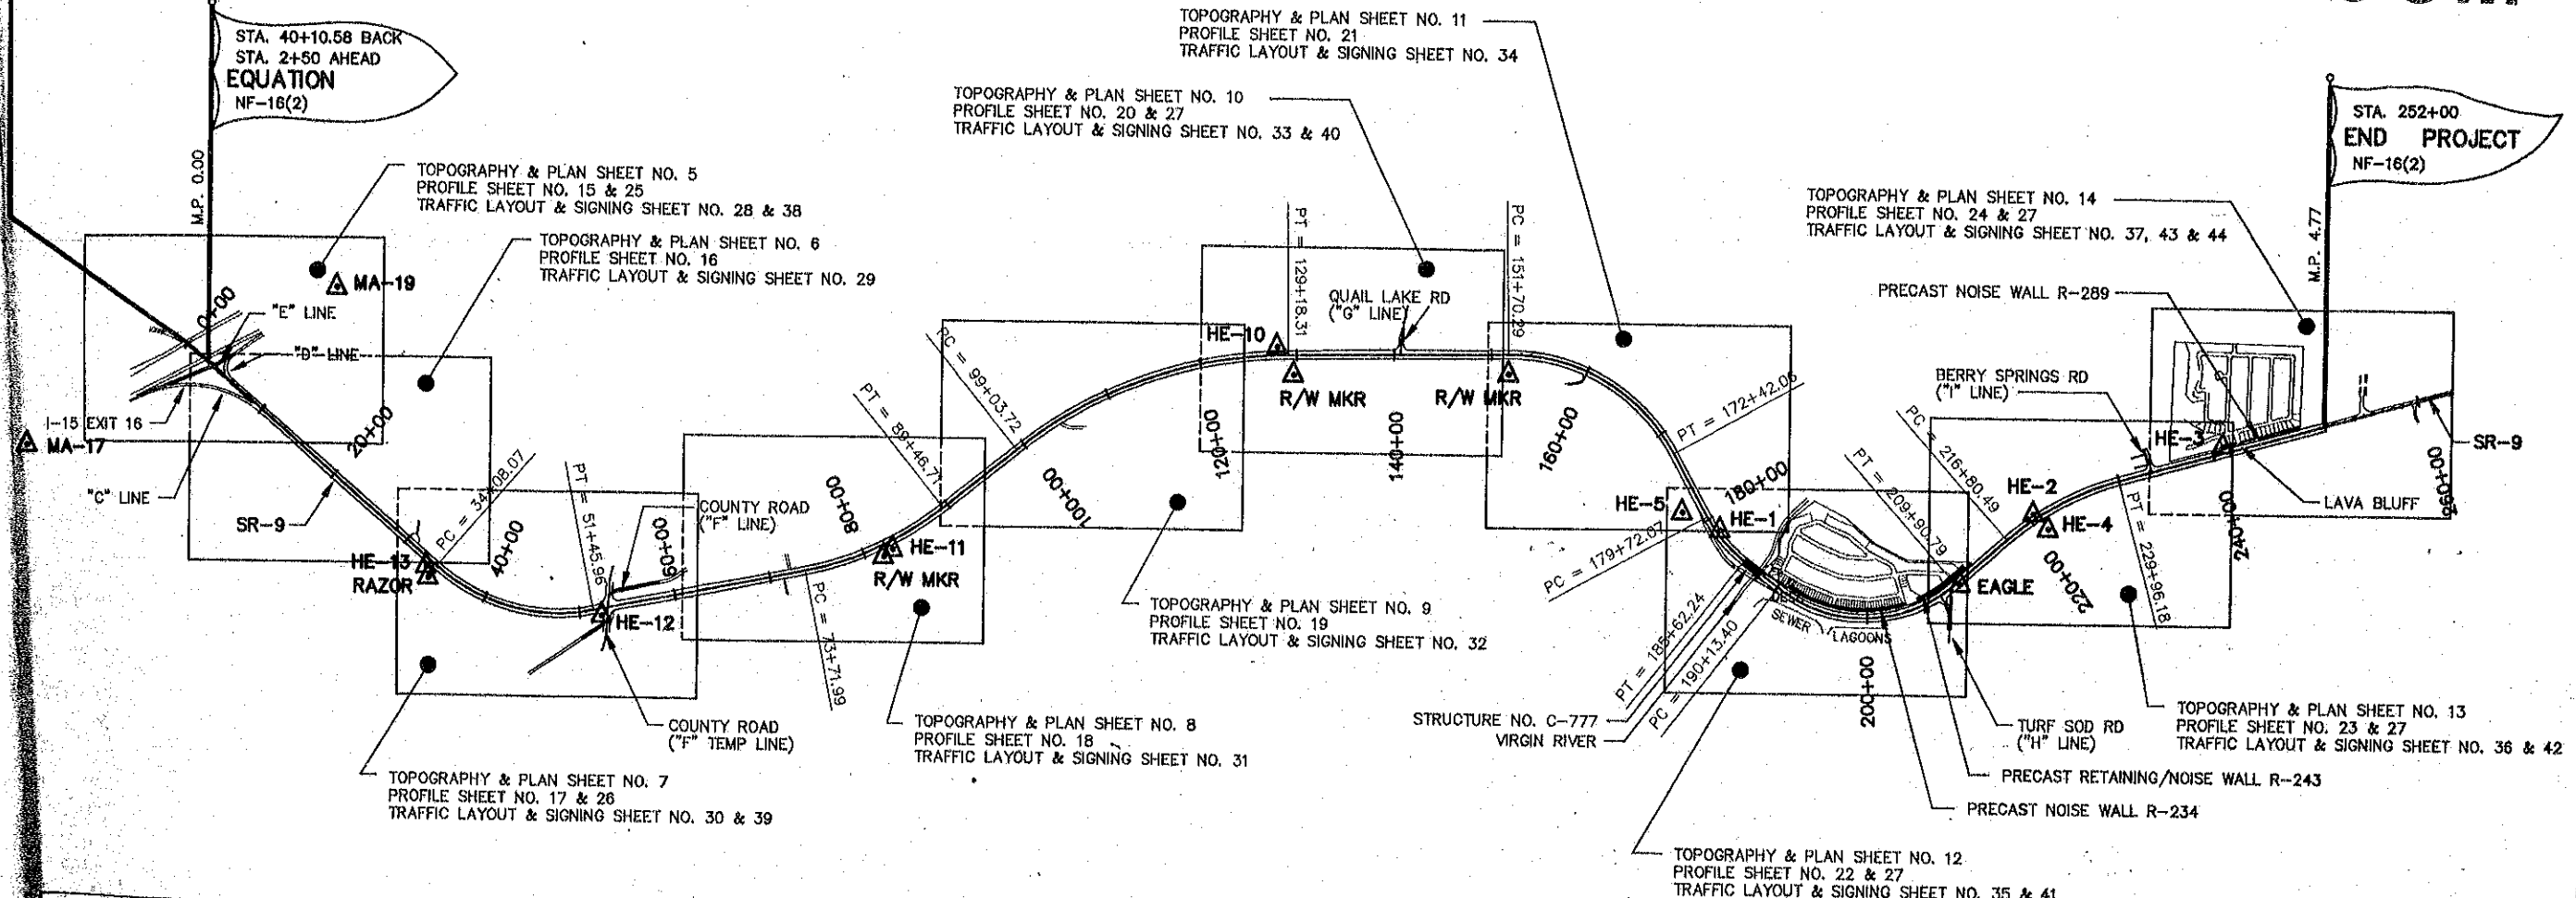 STA. 40+10.58 BACK
STA. 2+50 AHEAD
EQUATION
NF-16(2)
M.P. 0.00
TOPOGRAPHY & PLAN SHEET NO. 5
PROFILE SHEET NO. 15 & 25
TRAFFIC LAYOUT & SIGNING SHEET NO. 28 & 38
TOPOGRAPHY & PLAN SHEET NO. 6
PROFILE SHEET NO. 16
TRAFFIC LAYOUT & SIGNING SHEET NO. 29
TOPOGRAPHY & PLAN SHEET NO. 11
PROFILE SHEET NO. 21
TRAFFIC LAYOUT & SIGNING SHEET NO. 34
TOPOGRAPHY & PLAN SHEET NO. 10
PROFILE SHEET NO. 20 & 27
TRAFFIC LAYOUT & SIGNING SHEET NO. 33 & 40
STA. 252+00
END PROJECT
NF-16(2)
M.P. 4.77
TOPOGRAPHY & PLAN SHEET NO. 14
PROFILE SHEET NO. 24 & 27
TRAFFIC LAYOUT & SIGNING SHEET NO. 37, 43 & 44
PRECAST NOISE WALL R-289
MA-19
0+00
"E" LINE
"D" LINE
I-15 EXIT 16
MA-17
"C" LINE
SR-9
20+00
HE-13
RAZOR
PC = 34+08.07
40+00
PT = 51+45.96
COUNTY ROAD
("F" LINE)
60+00
HE-12
COUNTY ROAD
("F" TEMP LINE)
PC = 73+71.99
80+00
HE-11
R/W MKR
PT = 89+46.71
PC = 99+03.72
100+00
120+00
HE-10
PT = 129+18.31
R/W MKR
QUAIL LAKE RD
("G" LINE)
140+00
PC = 151+70.29
R/W MKR
160+00
PT = 172+42.06
180+00
HE-5
HE-1
PC = 179+72.67
PT = 185+62.24
PC = 190+13.40
SEWER LAGOONS
200+00
PT = 209+90.79
PC = 216+80.49
EAGLE
HE-2
HE-4
220+00
PT = 229+96.18
BERRY SPRINGS RD
("I" LINE)
HE-3
240+00
LAVA BLUFF
260+00
SR-9
STRUCTURE NO. C-777
VIRGIN RIVER
TURF SOD RD
("H" LINE)
PRECAST RETAINING/NOISE WALL R-243
PRECAST NOISE WALL R-234
TOPOGRAPHY & PLAN SHEET NO. 7
PROFILE SHEET NO. 17 & 26
TRAFFIC LAYOUT & SIGNING SHEET NO. 30 & 39
TOPOGRAPHY & PLAN SHEET NO. 8
PROFILE SHEET NO. 18
TRAFFIC LAYOUT & SIGNING SHEET NO. 31
TOPOGRAPHY & PLAN SHEET NO. 9
PROFILE SHEET NO. 19
TRAFFIC LAYOUT & SIGNING SHEET NO. 32
TOPOGRAPHY & PLAN SHEET NO. 13
PROFILE SHEET NO. 23 & 27
TRAFFIC LAYOUT & SIGNING SHEET NO. 36 & 42
TOPOGRAPHY & PLAN SHEET NO. 12
PROFILE SHEET NO. 22 & 27
TRAFFIC LAYOUT & SIGNING SHEET NO. 35 & 41